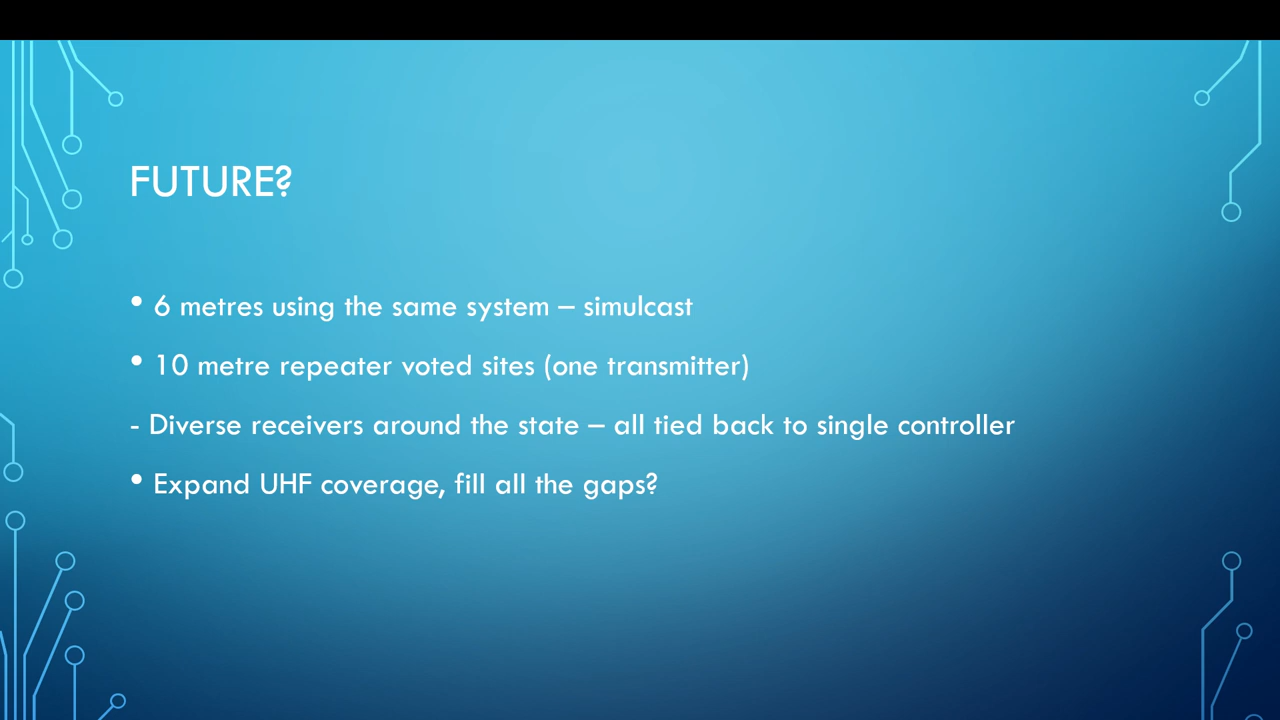 FUTURE?
• 6 metres using the same system – simulcast
• 10 metre repeater voted sites (one transmitter)
- Diverse receivers around the state – all tied back to single controller
• Expand UHF coverage, fill all the gaps?